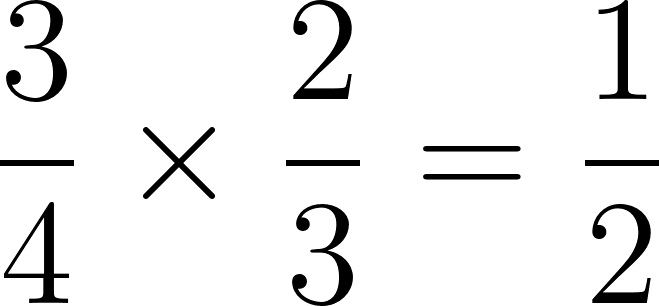 3/4 × 2/3 = 1/2